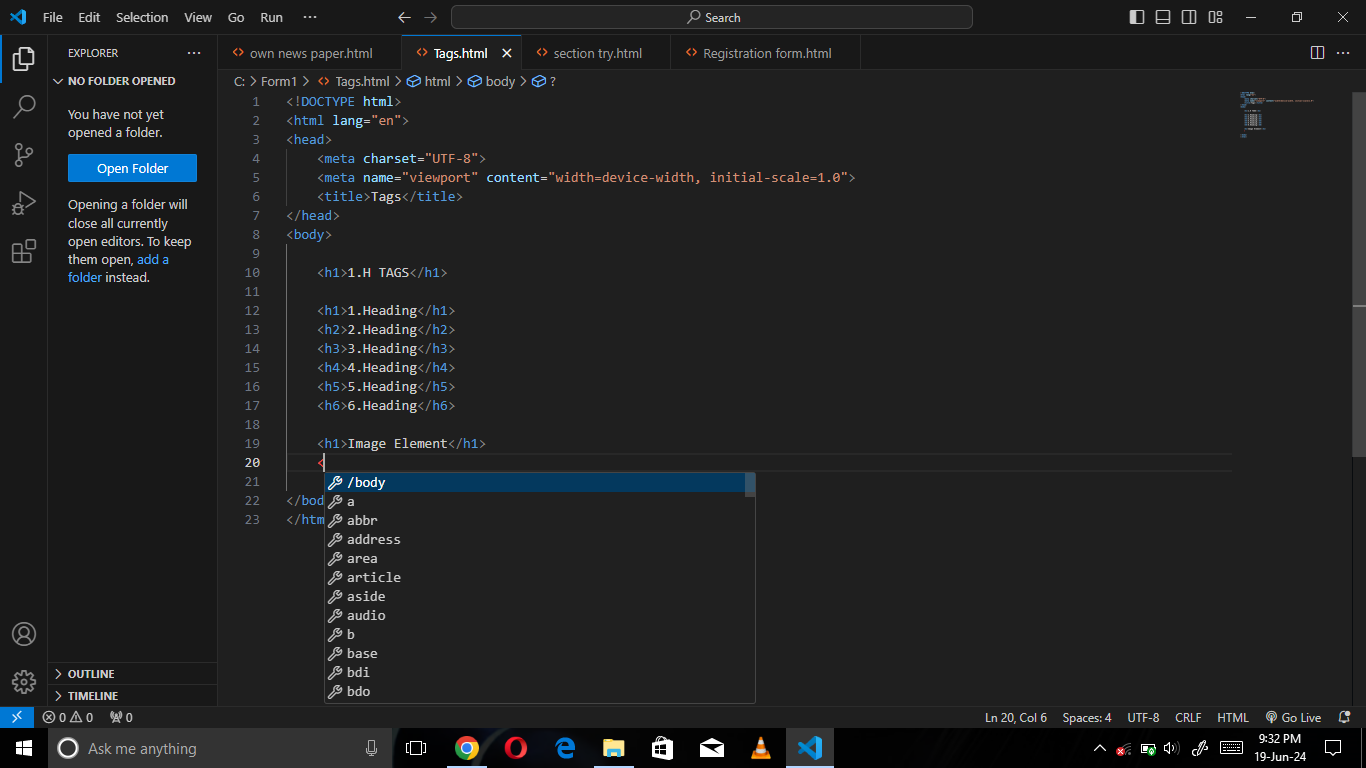 File Edit Selection View Go Run ··· Search
EXPLORER ···
NO FOLDER OPENED
You have not yet
opened a folder.
Open Folder
Opening a folder will
close all currently
open editors. To keep
them open, add a
folder instead.
OUTLINE
TIMELINE
own news paper.html Tags.html section try.html Registration form.html
C: > Form1 > Tags.html > html > body > ?
1 <!DOCTYPE html>
2 <html lang="en">
3 <head>
4 <meta charset="UTF-8">
5 <meta name="viewport" content="width=device-width, initial-scale=1.0">
6 <title>Tags</title>
7 </head>
8 <body>
9
10 <h1>1.H TAGS</h1>
11
12 <h1>1.Heading</h1>
13 <h2>2.Heading</h2>
14 <h3>3.Heading</h3>
15 <h4>4.Heading</h4>
16 <h5>5.Heading</h5>
17 <h6>6.Heading</h6>
18
19 <h1>Image Element</h1>
20 <
21
22 </bod
23 </htm
/body
a
abbr
address
area
article
aside
audio
b
base
bdi
bdo
0 0 0 Ln 20, Col 6 Spaces: 4 UTF-8 CRLF HTML Go Live
Ask me anything
9:32 PM
19-Jun-24